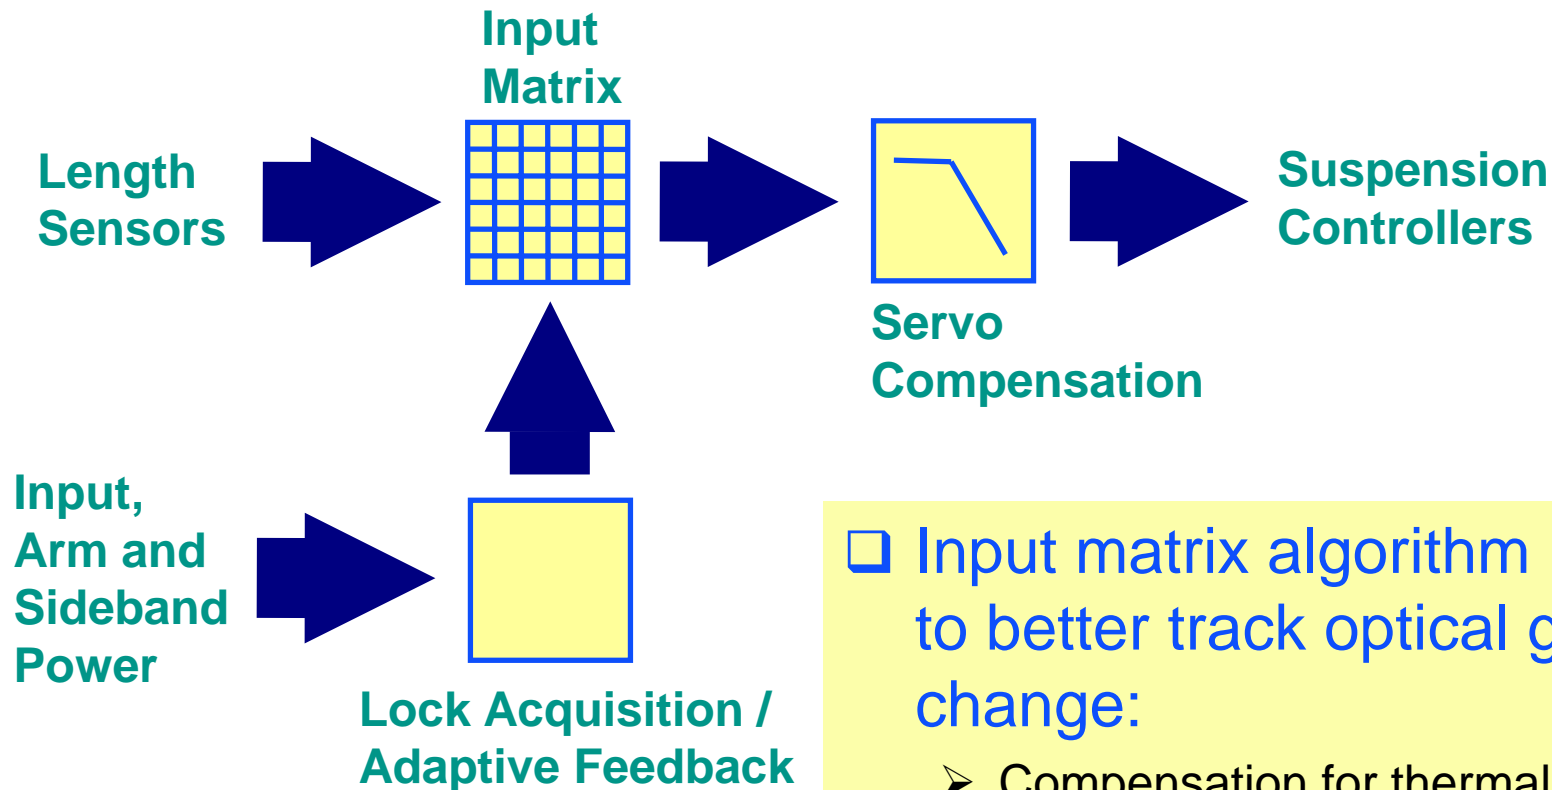 Input
Matrix
Length
Sensors
Suspension
Controllers
Servo
Compensation
Input,
Arm and
Sideband
Power
Lock Acquisition /
Adaptive Feedback
❑ Input matrix algorithm
to better track optical
change:
➢ Compensation for thermal